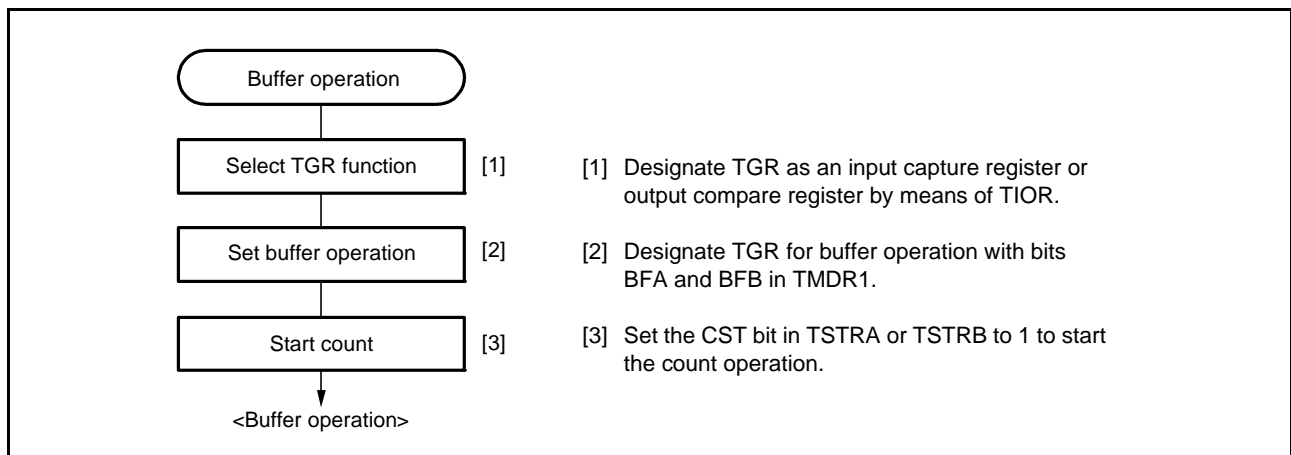 Buffer operation
Select TGR function [1]
[1] Designate TGR as an input capture register or
output compare register by means of TIOR.
Set buffer operation [2]
[2] Designate TGR for buffer operation with bits
BFA and BFB in TMDR1.
Start count [3]
[3] Set the CST bit in TSTRA or TSTRB to 1 to start
the count operation.
<Buffer operation>